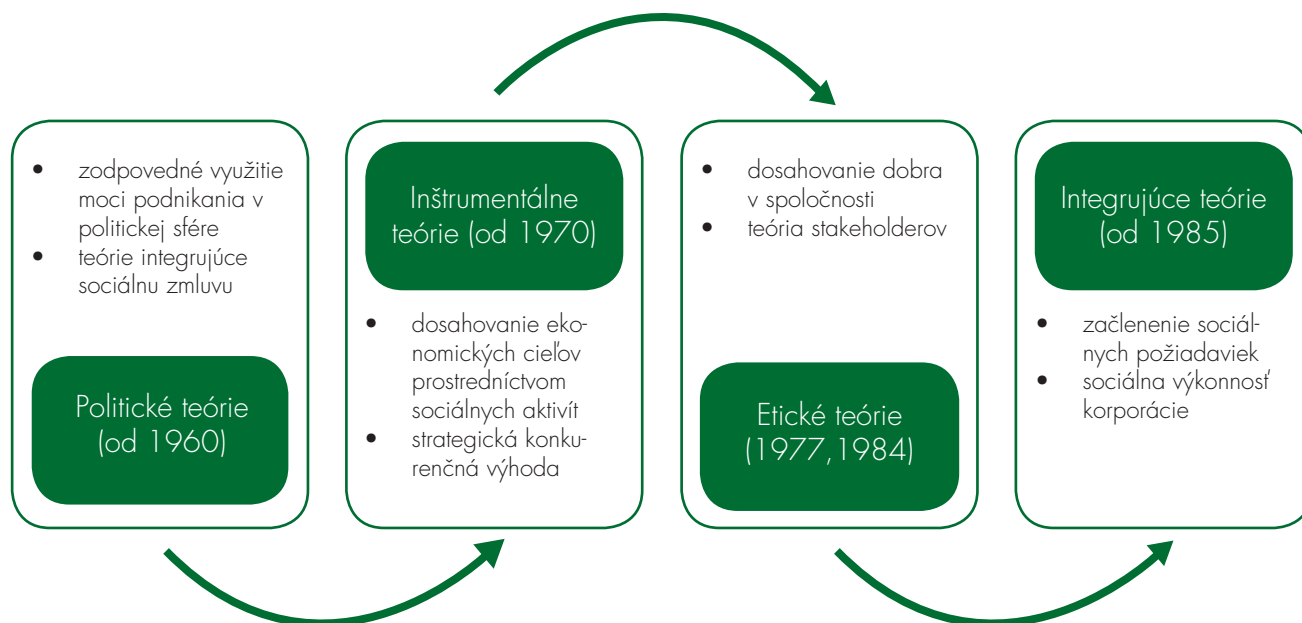 • zodpovedné využitie
moci podnikania v
politickej sfére
• teórie integrujúce
sociálnu zmluvu
Politické teórie
(od 1960)
Inštrumentálne
teórie (od 1970)
• dosahovanie eko-
nomických cieľov
prostredníctvom
sociálnych aktivít
• strategická konku-
renčná výhoda
• dosahovanie dobra
v spoločnosti
• teória stakeholderov
Etické teórie
(1977,1984)
Integrujúce teórie
(od 1985)
• začlenenie sociál-
nych požiadaviek
• sociálna výkonnosť
korporácie